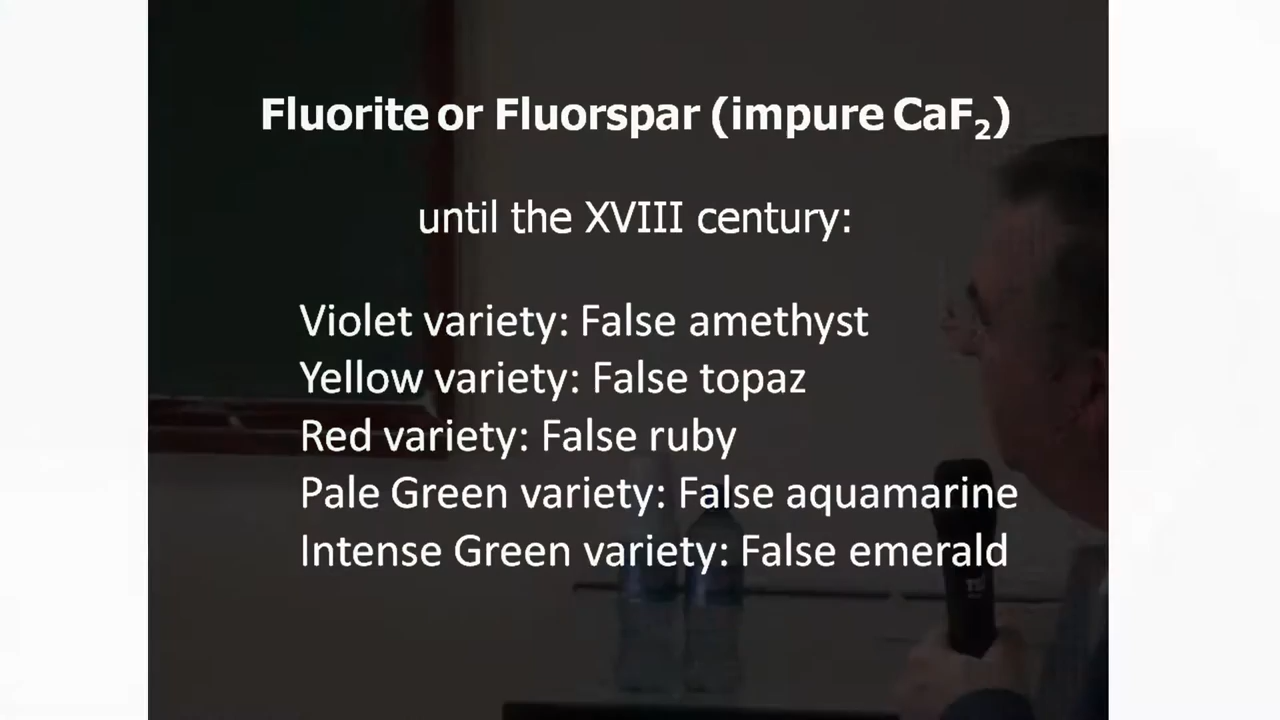 Fluorite or Fluorspar (impure CaF₂)
until the XVIII century:
Violet variety: False amethyst
Yellow variety: False topaz
Red variety: False ruby
Pale Green variety: False aquamarine
Intense Green variety: False emerald